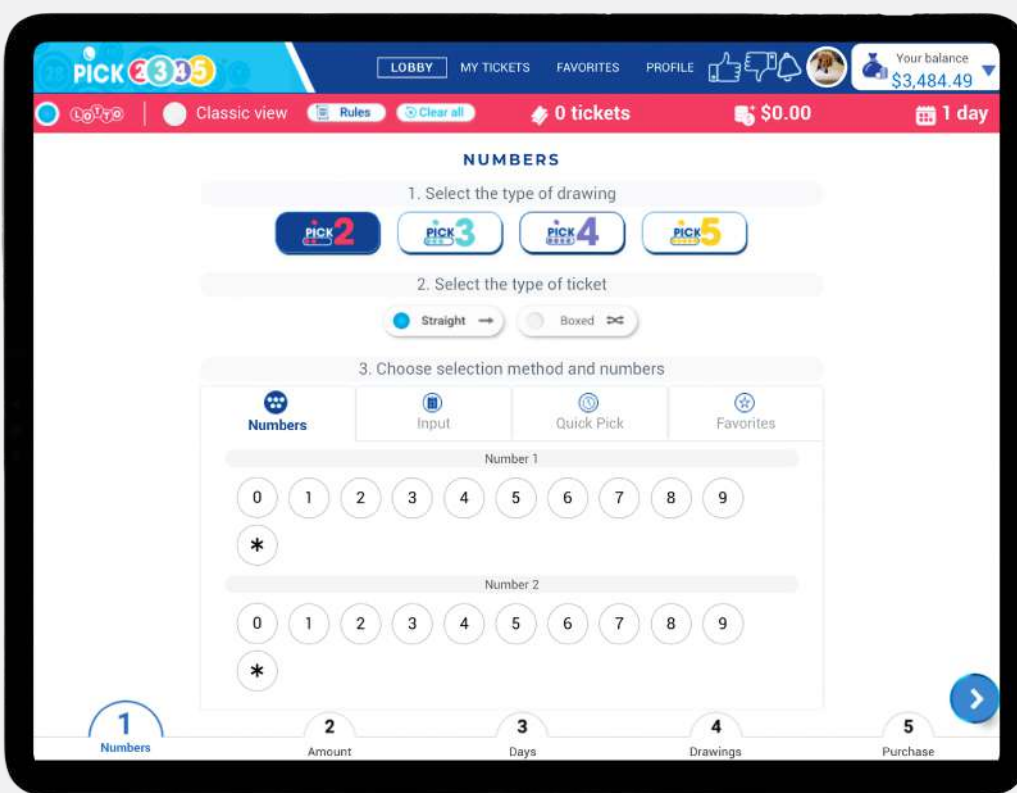 PICK 2345
LOBBY MY TICKETS FAVORITES PROFILE
Your balance
$3,484.49
LOTTO Classic view Rules Clear all 0 tickets $0.00 1 day
NUMBERS
1. Select the type of drawing
PICK 2 PICK 3 PICK 4 PICK 5
2. Select the type of ticket
Straight Boxed
3. Choose selection method and numbers
Numbers Input Quick Pick Favorites
Number 1
0 1 2 3 4 5 6 7 8 9
*
Number 2
0 1 2 3 4 5 6 7 8 9
*
1 2 3 4 5
Numbers Amount Days Drawings Purchase